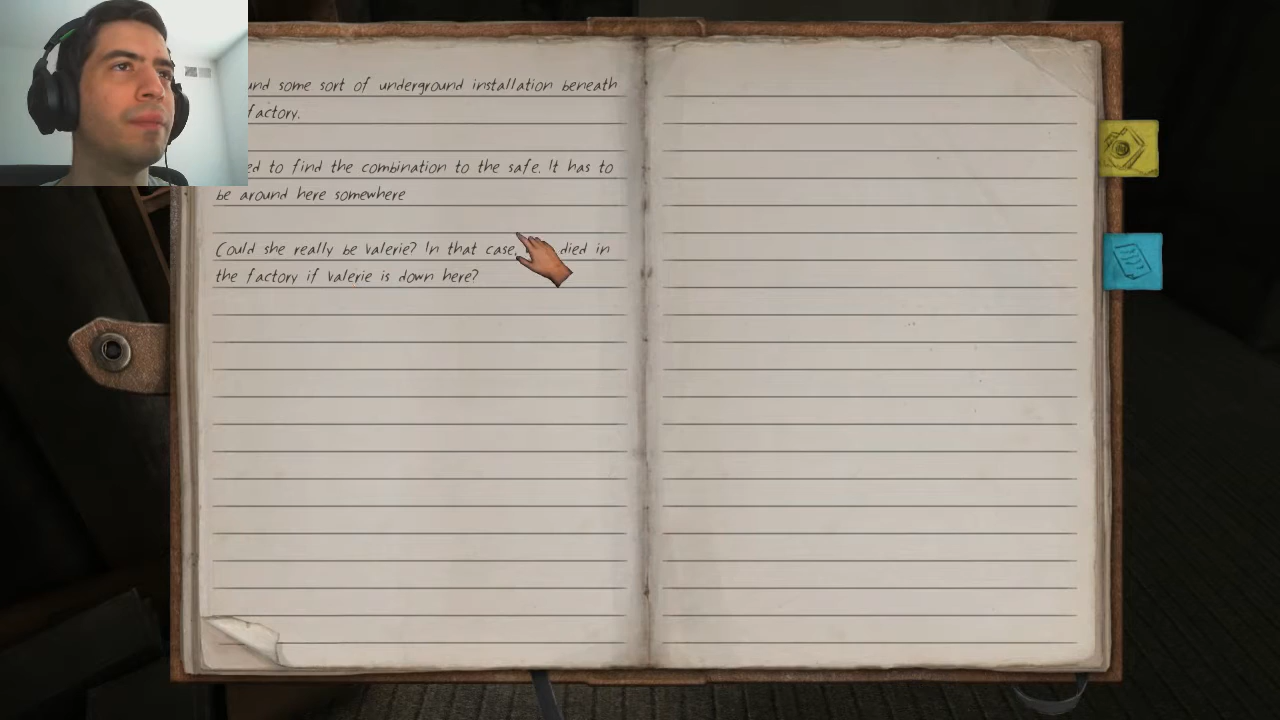 some sort of underground installation beneath
factory.
to find the combination to the safe. It has to
be around here somewhere
Could she really be Valerie? In that case, died in
the factory if Valerie is down here?